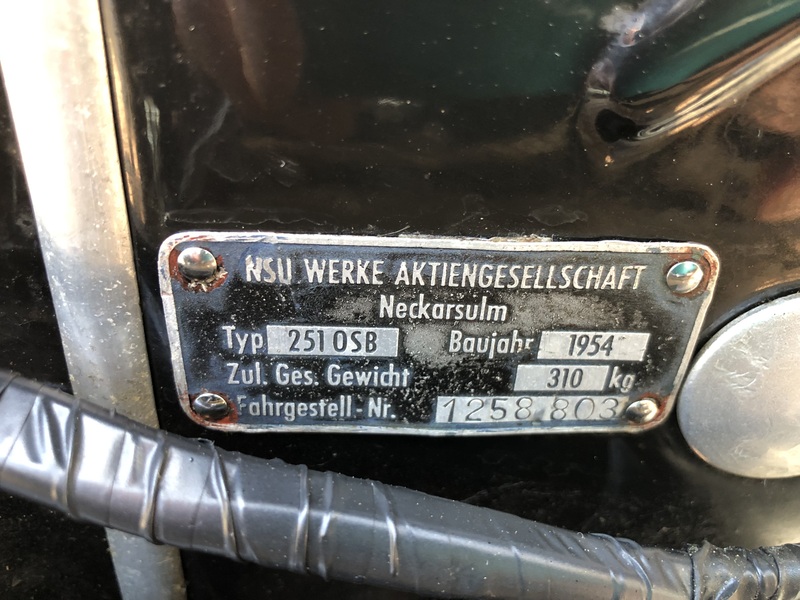 NSU WERKE AKTIENGESELLSCHAFT
Neckarsulm
Typ 251 OSB Baujahr 1954
Zul. Ges. Gewicht 310 kg
Fahrgestell-Nr. 1258 803